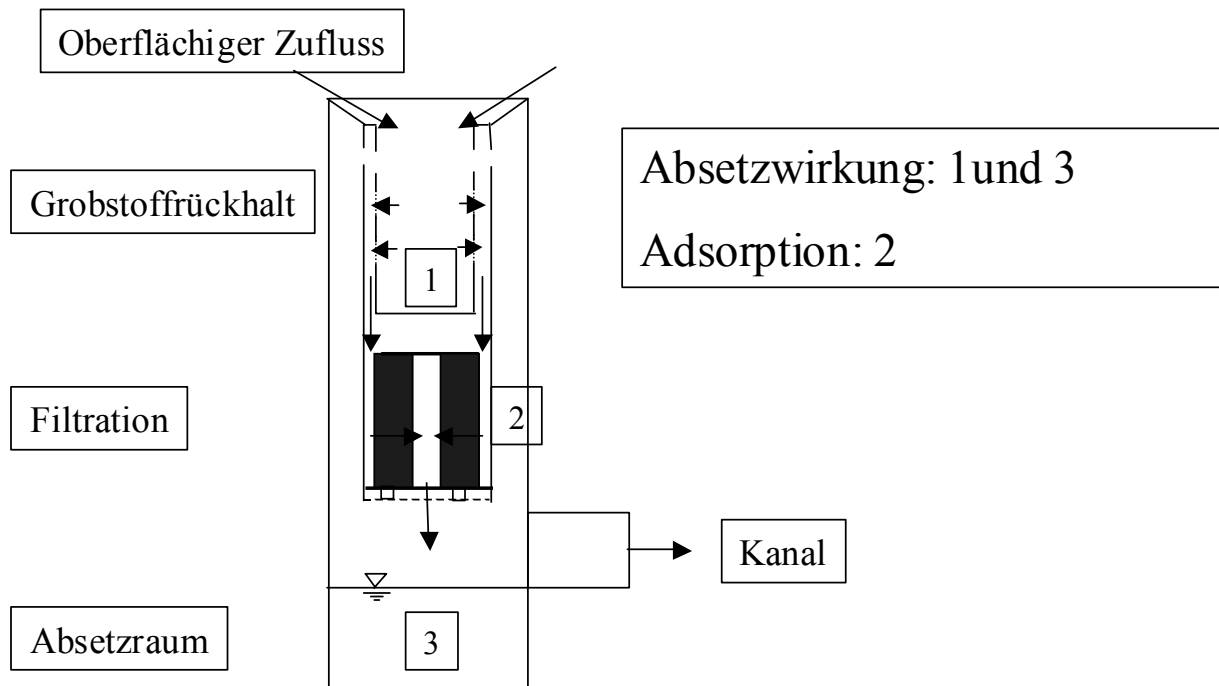 Oberflächiger Zufluss
Absetzwirkung: 1und 3
Adsorption: 2
Grobstoffrückhalt
1
Filtration
2
Kanal
Absetzraum
3